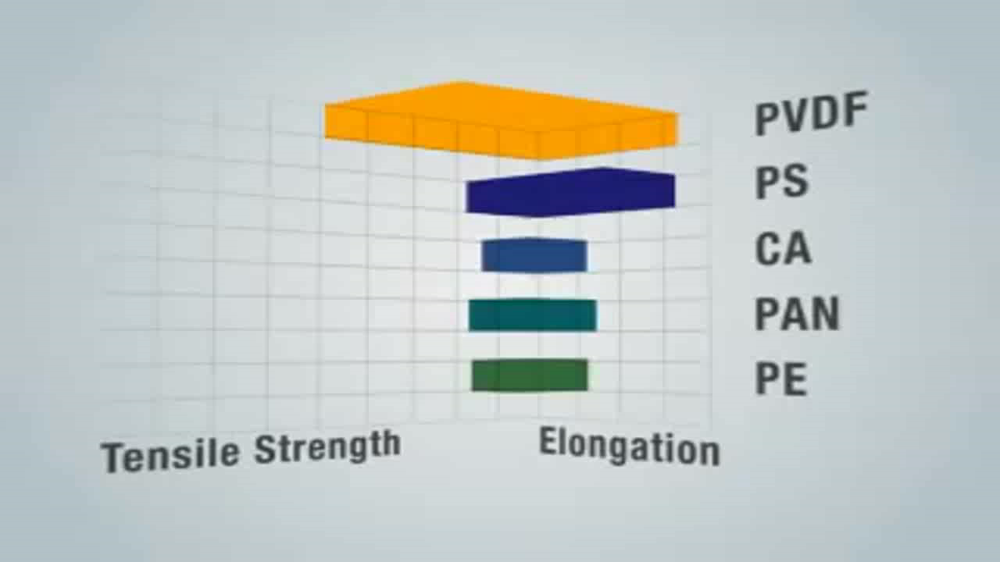 PVDF
PS
CA
PAN
PE
Tensile Strength
Elongation